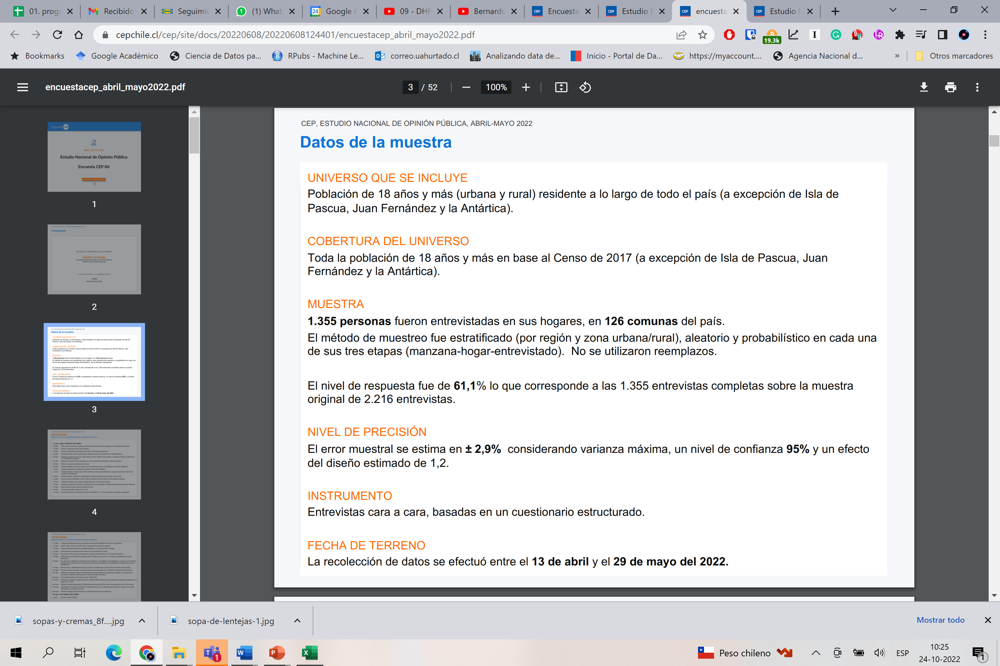 01. progr
Recibido
Seguimie
(1) What
Google C
09 - DHP
Bernardo
Encuesta
Estudio N
encuesta
Estudio N
cepchile.cl/cep/site/docs/20220608/20220608124401/encuestacep_abril_mayo2022.pdf
19.3k
Bookmarks
Google Académico
Ciencia de Datos pa...
RPubs - Machine Le...
correo.uahurtado.cl
Analizando data de...
Inicio - Portal de Da...
https://myaccount....
Agencia Nacional d...
»
Otros marcadores
encuestacep_abril_mayo2022.pdf
3 / 52
100%
ABRIL-MAYO 2022
Estudio Nacional de Opinión Pública
Encuesta CEP 86
1
Presentación
Carmen Le Foulon
2
Datos de la muestra
3
CRONOGRAMA
4
CRONOGRAMA
CEP, ESTUDIO NACIONAL DE OPINIÓN PÚBLICA, ABRIL-MAYO 2022
Datos de la muestra
UNIVERSO QUE SE INCLUYE
Población de 18 años y más (urbana y rural) residente a lo largo de todo el país (a excepción de Isla de
Pascua, Juan Fernández y la Antártica).
COBERTURA DEL UNIVERSO
Toda la población de 18 años y más en base al Censo de 2017 (a excepción de Isla de Pascua, Juan
Fernández y la Antártica).
MUESTRA
1.355 personas fueron entrevistadas en sus hogares, en 126 comunas del país.
El método de muestreo fue estratificado (por región y zona urbana/rural), aleatorio y probabilístico en cada una
de sus tres etapas (manzana-hogar-entrevistado). No se utilizaron reemplazos.
El nivel de respuesta fue de 61,1% lo que corresponde a las 1.355 entrevistas completas sobre la muestra
original de 2.216 entrevistas.
NIVEL DE PRECISIÓN
El error muestral se estima en ± 2,9% considerando varianza máxima, un nivel de confianza 95% y un efecto
del diseño estimado de 1,2.
INSTRUMENTO
Entrevistas cara a cara, basadas en un cuestionario estructurado.
FECHA DE TERRENO
La recolección de datos se efectuó entre el 13 de abril y el 29 de mayo del 2022.
sopas-y-cremas_8f....jpg
sopa-de-lentejas-1.jpg
Mostrar todo
Peso chileno
ESP
10:25
24-10-2022